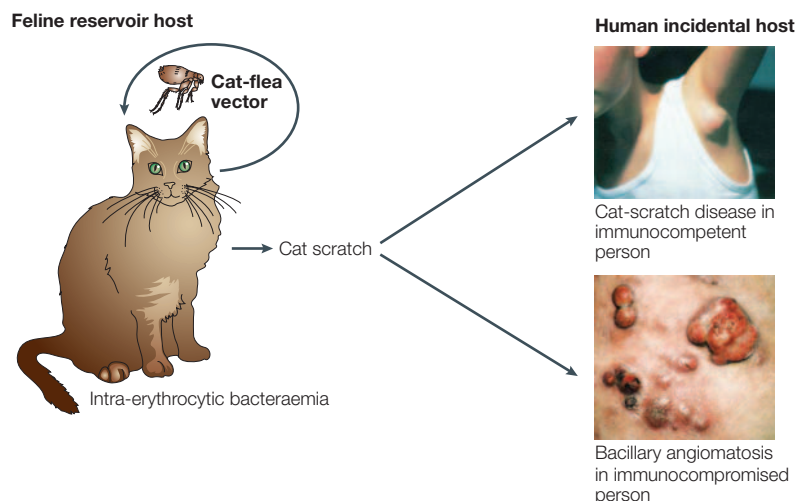 Feline reservoir host
Cat-flea
vector
Cat scratch
Intra-erythrocytic bacteraemia
Human incidental host
Cat-scratch disease in
immunocompetent
person
Bacillary angiomatosis
in immunocompromised
person